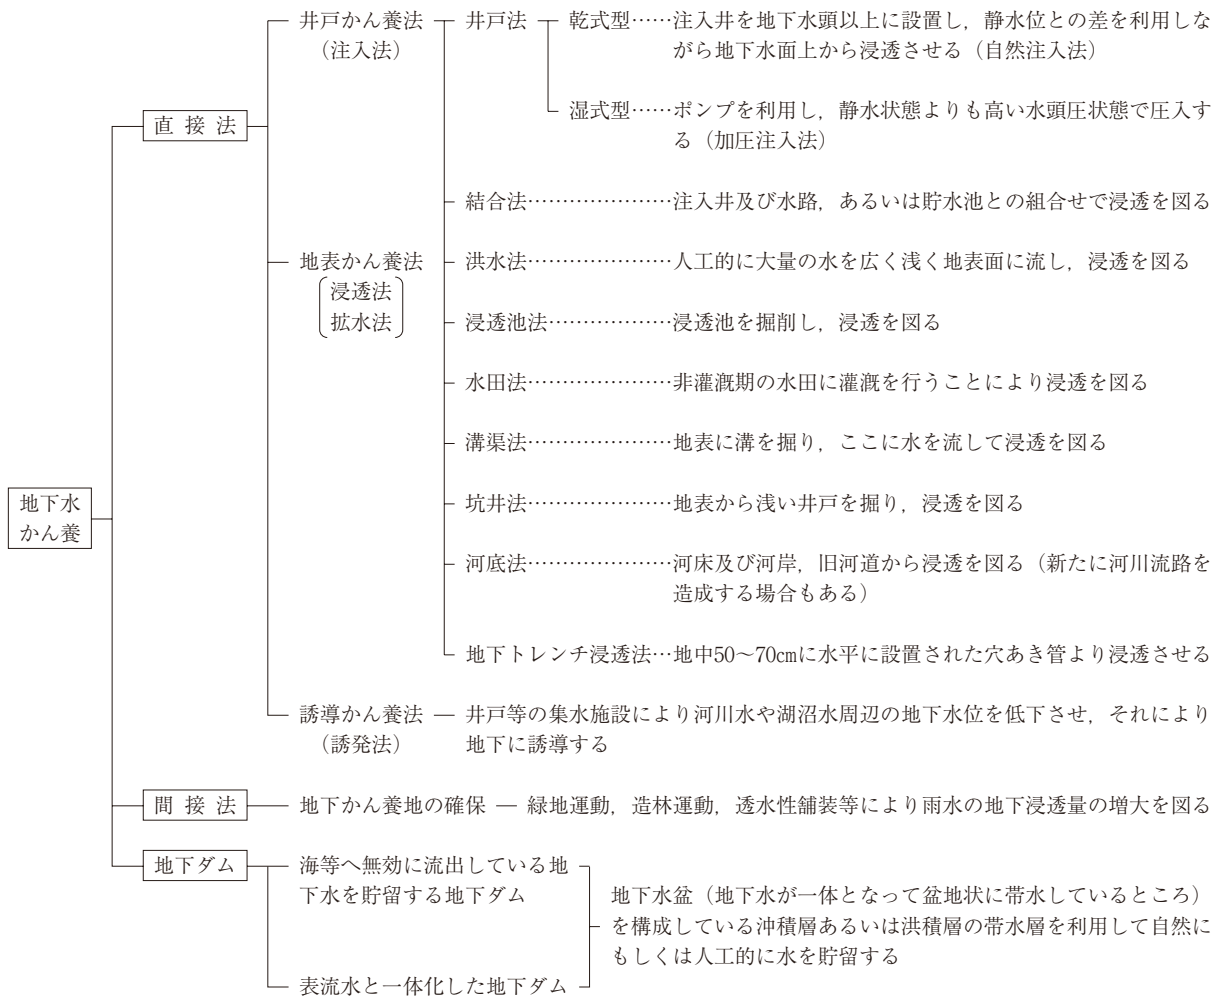 井戸かん養法
（注入法）
井戸法
乾式型……注入井を地下水頭以上に設置し，静水位との差を利用しな
がら地下水面上から浸透させる（自然注入法）
湿式型……ポンプを利用し，静水状態よりも高い水頭圧状態で圧入す
る（加圧注入法）
直接法
結合法…………………注入井及び水路，あるいは貯水池との組合せで浸透を図る
地表かん養法
浸透法
拡水法
洪水法…………………人工的に大量の水を広く浅く地表面に流し，浸透を図る
浸透池法………………浸透池を掘削し，浸透を図る
水田法…………………非灌漑期の水田に灌漑を行うことにより浸透を図る
溝渠法…………………地表に溝を掘り，ここに水を流して浸透を図る
坑井法…………………地表から浅い井戸を掘り，浸透を図る
河底法…………………河床及び河岸，旧河道から浸透を図る（新たに河川流路を
造成する場合もある）
地下トレンチ浸透法…地中50～70㎝に水平に設置された穴あき管より浸透させる
地下水
かん養
誘導かん養法
（誘発法）
井戸等の集水施設により河川水や湖沼水周辺の地下水位を低下させ，それにより
地下に誘導する
間接法
地下かん養地の確保
緑地運動，造林運動，透水性舗装等により雨水の地下浸透量の増大を図る
地下ダム
海等へ無効に流出している地
下水を貯留する地下ダム
表流水と一体化した地下ダム
地下水盆（地下水が一体となって盆地状に帯水しているところ）
を構成している沖積層あるいは洪積層の帯水層を利用して自然に
もしくは人工的に水を貯留する